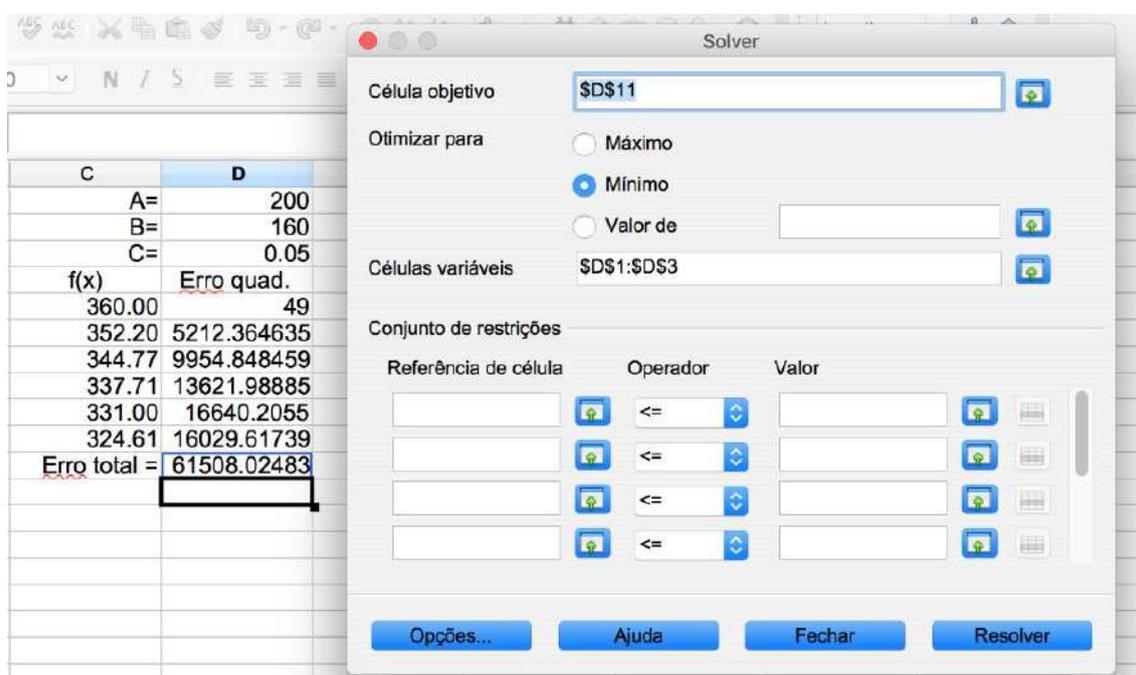 ABC ABC
Solver
N I S
Célula objetivo $D$11
Otimizar para
Máximo
Mínimo
Valor de
Células variáveis $D$1:$D$3
Conjunto de restrições
Referência de célula Operador Valor
<=
<=
<=
<=
Opções... Ajuda Fechar Resolver
C D
A= 200
B= 160
C= 0.05
f(x) Erro quad.
360.00 49
352.20 5212.364635
344.77 9954.848459
337.71 13621.98885
331.00 16640.2055
324.61 16029.61739
Erro total = 61508.02483